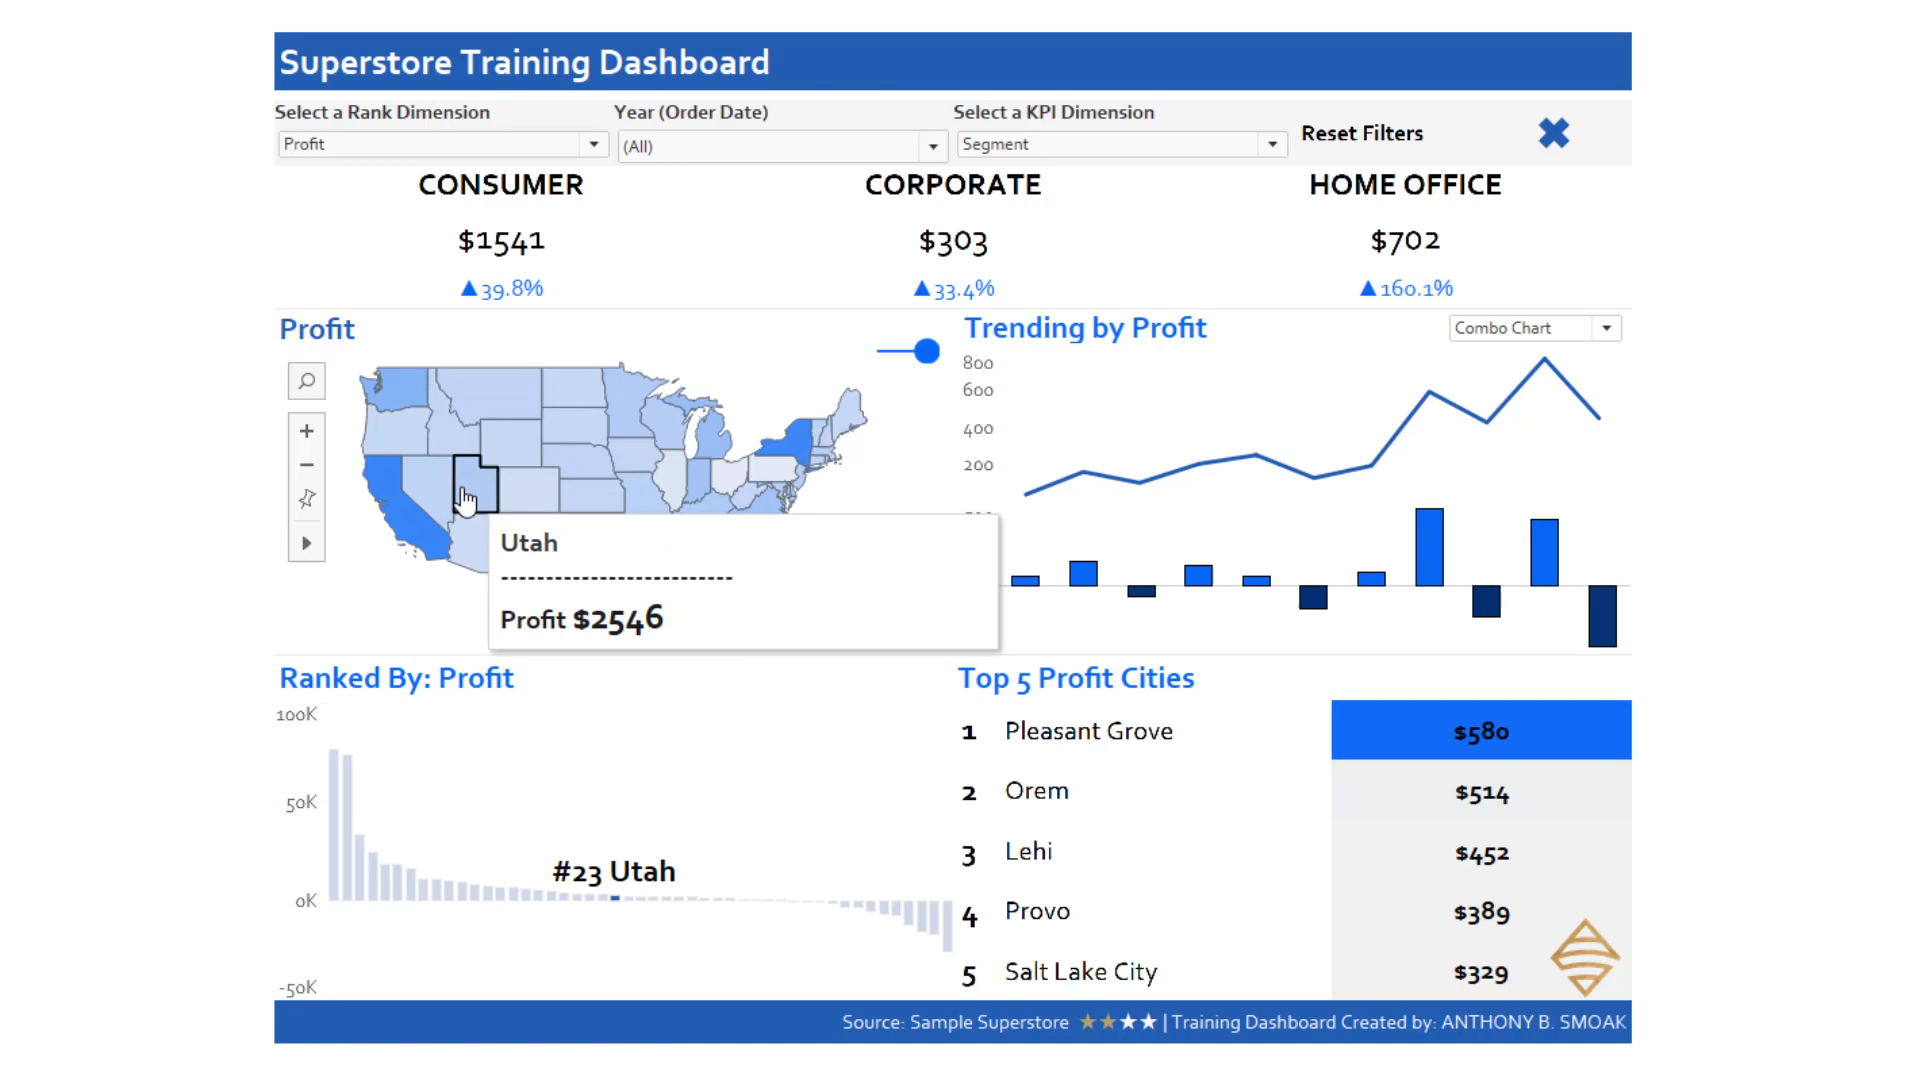 Superstore Training Dashboard
Select a Rank Dimension
Year (Order Date)
Select a KPI Dimension
Profit
(All)
Segment
Reset Filters
CONSUMER
CORPORATE
HOME OFFICE
$1541
$303
$702
▲39.8%
▲33.4%
▲160.1%
Profit
Trending by Profit
Combo Chart
800
600
400
200
Utah
--------------------------
Profit $2546
Ranked By: Profit
100K
50K
0K
-50K
#23 Utah
Top 5 Profit Cities
1 Pleasant Grove $580
2 Orem $514
3 Lehi $452
4 Provo $389
5 Salt Lake City $329
Source: Sample Superstore ★★★★ | Training Dashboard Created by: ANTHONY B. SMOAK